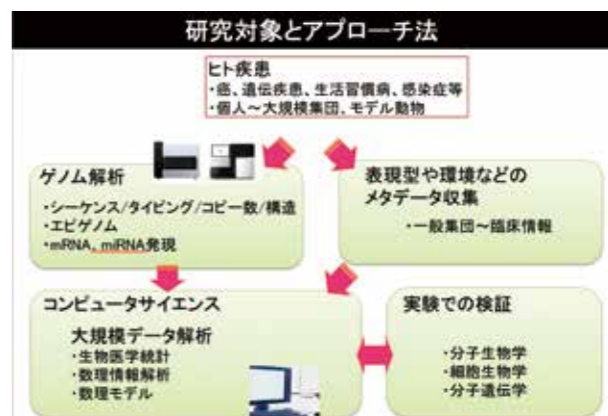 研究対象とアプローチ法
ヒト疾患
・癌、遺伝疾患、生活習慣病、感染症等
・個人～大規模集団、モデル動物
ゲノム解析
・シーケンス/タイピング/コピー数/構造
・エピゲノム
・mRNA、miRNA発現
表現型や環境などの
メタデータ収集
・一般集団～臨床情報
コンピュータサイエンス
大規模データ解析
・生物医学統計
・数理情報解析
・数理モデル
実験での検証
・分子生物学
・細胞生物学
・分子遺伝学